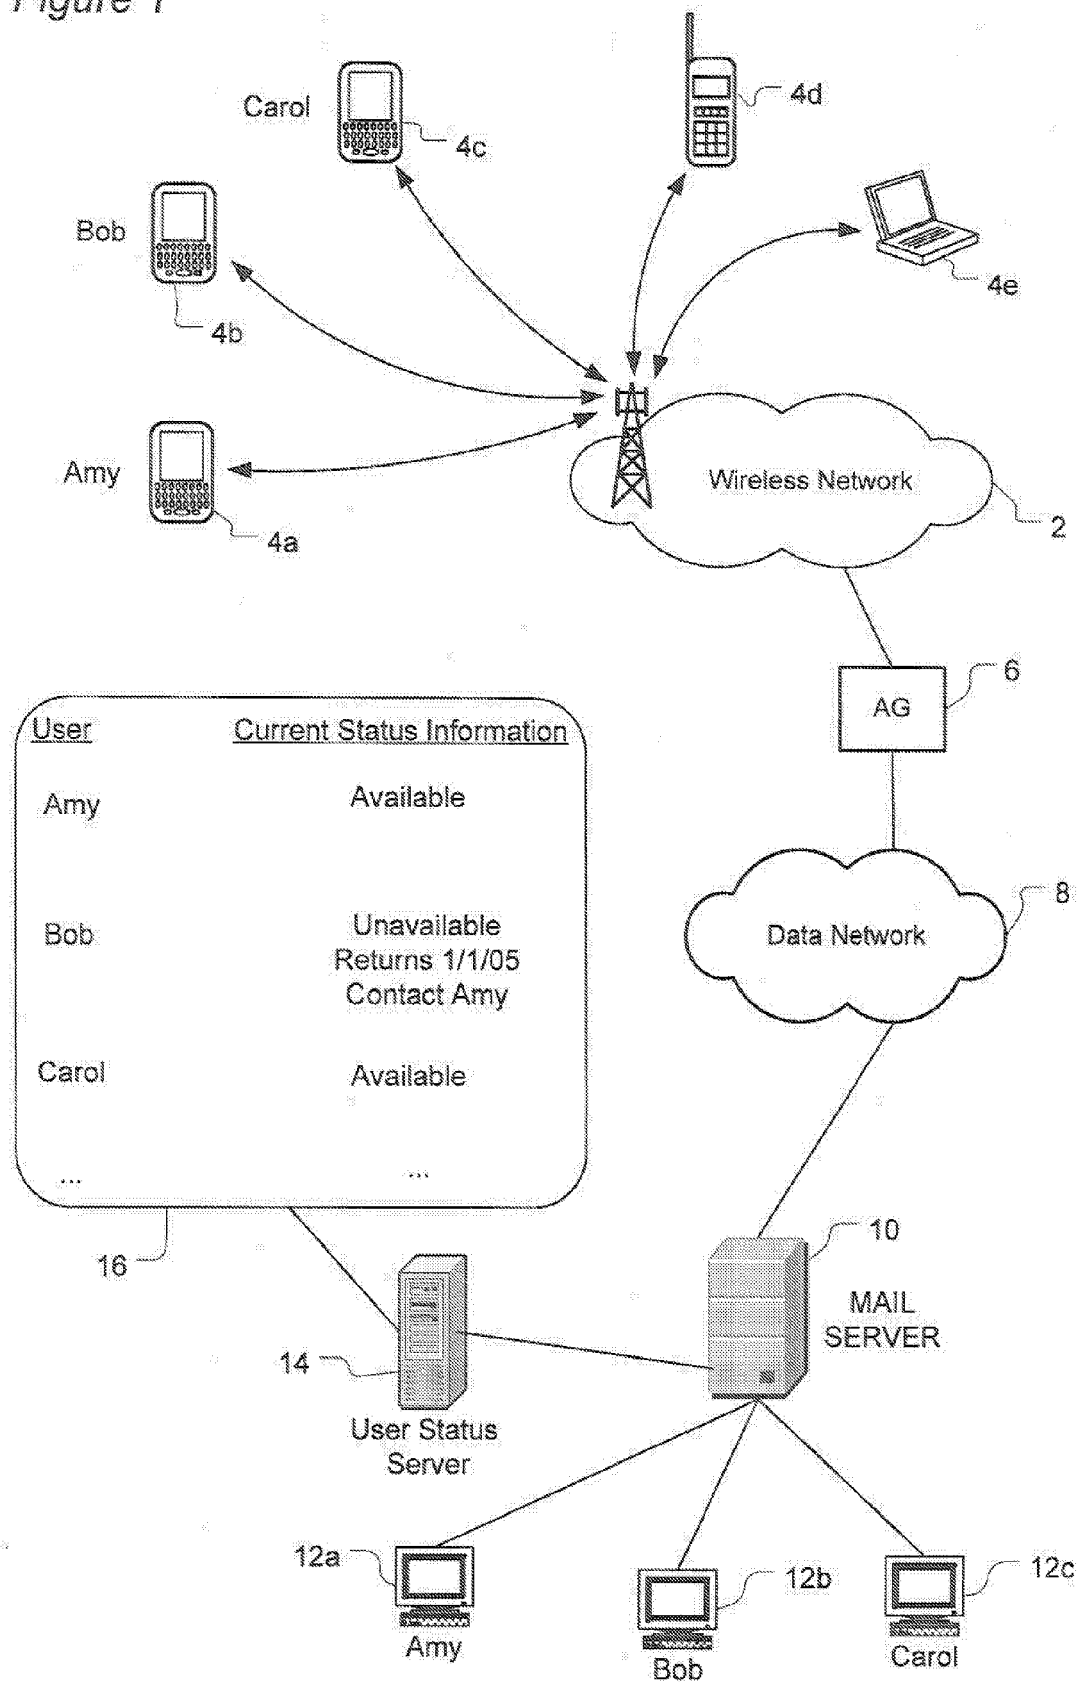 Figure 1
Carol
4c
4d
Bob
4b
4e
Amy
4a
Wireless Network
2
6
AG
User Current Status Information
Amy Available
Bob Unavailable
Returns 1/1/05
Contact Amy
Carol Available
... ...
16
8
Data Network
10
MAIL
SERVER
14
User Status
Server
12a
Amy
12b
Bob
12c
Carol